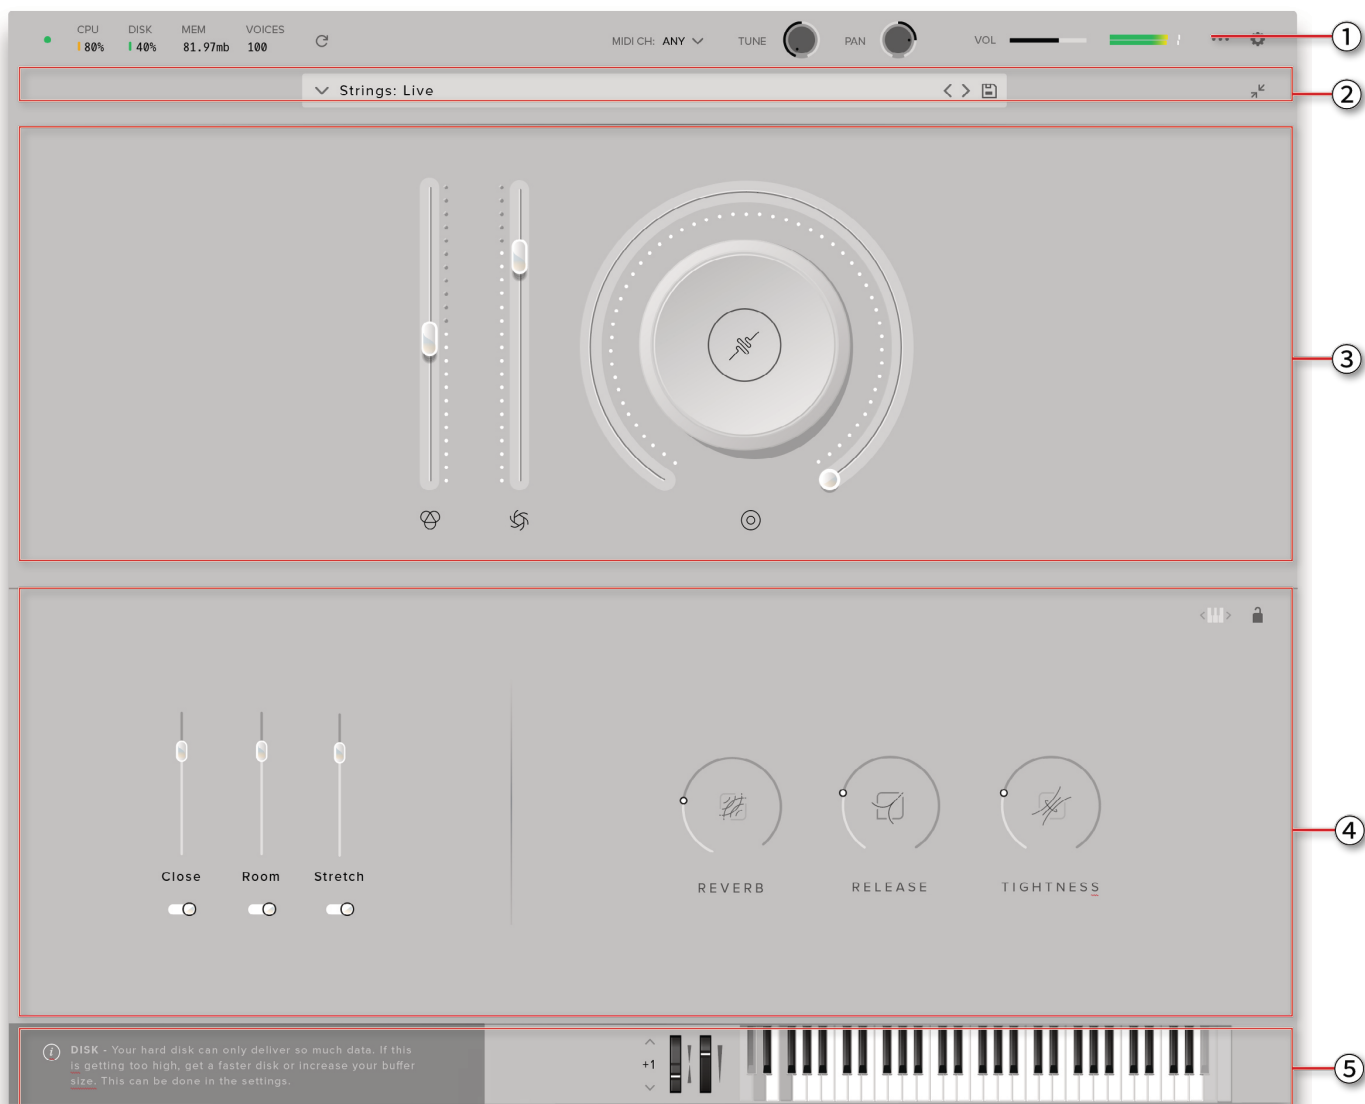 CPU DISK MEM VOICES
80% 40% 81.97mb 100
MIDI CH: ANY TUNE PAN VOL
1
Strings: Live
2
3
Close Room Stretch
REVERB RELEASE TIGHTNESS
4
DISK - Your hard disk can only deliver so much data. If this
is getting too high, get a faster disk or increase your buffer
size. This can be done in the settings.
+1
5